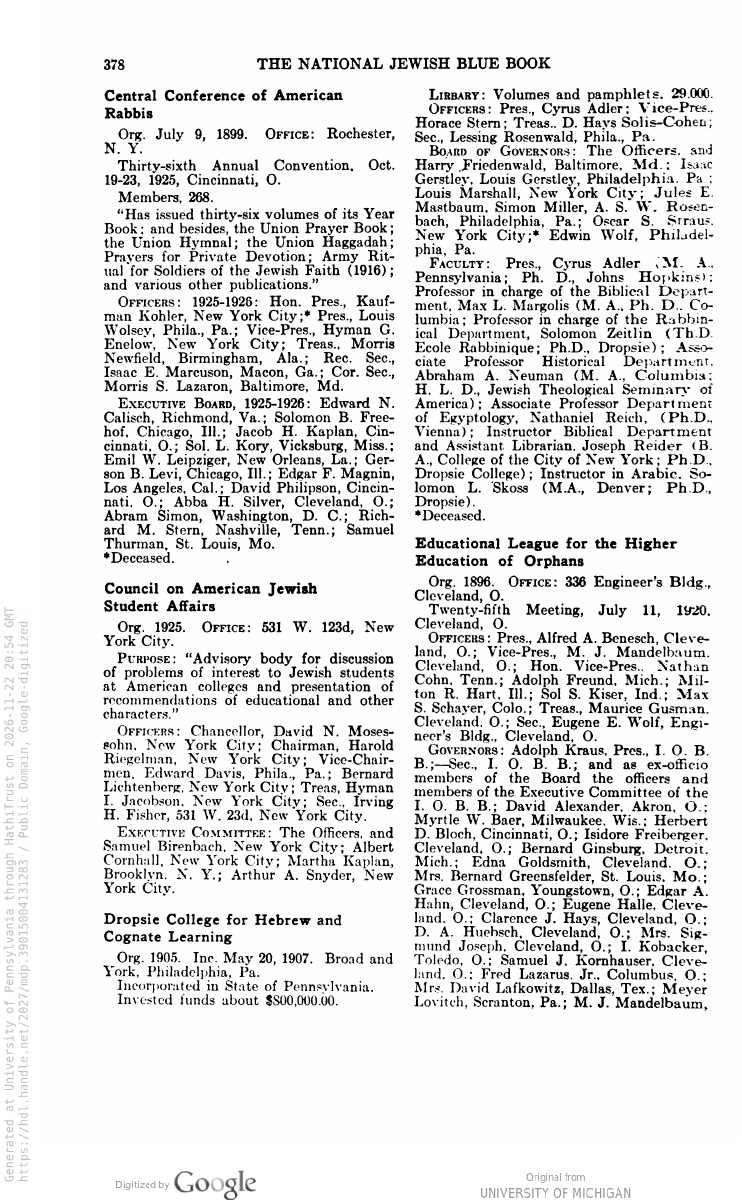 378
THE NATIONAL JEWISH BLUE BOOK
Central Conference of American
Rabbis
Org. July 9, 1899. OFFICE: Rochester,
N. Y.
Thirty-sixth Annual Convention, Oct.
19-23, 1925, Cincinnati, O.
Members, 268.
"Has issued thirty-six volumes of its Year
Book; and besides, the Union Prayer Book;
the Union Hymnal; the Union Haggadah;
Prayers for Private Devotion; Army Rit-
ual for Soldiers of the Jewish Faith (1916);
and various other publications."
OFFICERS: 1925-1926: Hon. Pres., Kauf-
man Kohler, New York City;* Pres., Louis
Wolsey, Phila., Pa.; Vice-Pres., Hyman G.
Enelow, New York City; Treas., Morris
Newfield, Birmingham, Ala.; Rec. Sec.,
Isaac E. Marcuson, Macon, Ga.; Cor. Sec.,
Morris S. Lazaron, Baltimore, Md.
EXECUTIVE BOARD, 1925-1926: Edward N.
Calisch, Richmond, Va.; Solomon B. Free-
hof, Chicago, Ill.; Jacob H. Kaplan, Cin-
cinnati, O.; Sol. L. Kory, Vicksburg, Miss.;
Emil W. Leipziger, New Orleans, La.; Ger-
son B. Levi, Chicago, Ill.; Edgar F. Magnin,
Los Angeles, Cal.; David Philipson, Cincin-
nati, O.; Abba H. Silver, Cleveland, O.;
Abram Simon, Washington, D. C.; Rich-
ard M. Stern, Nashville, Tenn.; Samuel
Thurman, St. Louis, Mo.
*Deceased.
Council on American Jewish
Student Affairs
Org. 1925. OFFICE: 531 W. 123d, New
York City.
PURPOSE: "Advisory body for discussion
of problems of interest to Jewish students
at American colleges and presentation of
recommendations of educational and other
characters."
OFFICERS: Chancellor, David N. Moses-
sohn, New York City; Chairman, Harold
Riegelman, New York City; Vice-Chair-
men, Edward Davis, Phila., Pa.; Bernard
Lichtenberg, New York City; Treas, Hyman
I. Jacobson, New York City; Sec., Irving
H. Fisher, 531 W. 23d, New York City.
EXECUTIVE COMMITTEE: The Officers, and
Samuel Birenbach, New York City; Albert
Cornhall, New York City; Martha Kaplan,
Brooklyn, N. Y.; Arthur A. Snyder, New
York City.
Dropsie College for Hebrew and
Cognate Learning
Org. 1905. Inc. May 20, 1907. Broad and
York, Philadelphia, Pa.
Incorporated in State of Pennsylvania.
Invested funds about $800,000.00.
LIBRARY: Volumes and pamphlets, 29,000.
OFFICERS: Pres., Cyrus Adler; Vice-Pres.,
Horace Stern; Treas., D. Hays Solis-Cohen;
Sec., Lessing Rosenwald, Phila., Pa.
BOARD OF GOVERNORS: The Officers, and
Harry Friedenwald, Baltimore, Md.; Isaac
Gerstley, Louis Gerstley, Philadelphia, Pa.;
Louis Marshall, New York City; Jules E.
Mastbaum, Simon Miller, A. S. W. Rosen-
bach, Philadelphia, Pa.; Oscar S. Straus,
New York City;* Edwin Wolf, Philadel-
phia, Pa.
FACULTY: Pres., Cyrus Adler (M. A.,
Pennsylvania; Ph. D., Johns Hopkins);
Professor in charge of the Biblical Depart-
ment, Max L. Margolis (M. A., Ph. D., Co-
lumbia; Professor in charge of the Rabbin-
ical Department, Solomon Zeitlin (Th.D.
Ecole Rabbinique; Ph.D., Dropsie); Asso-
ciate Professor Historical Department,
Abraham A. Neuman (M. A., Columbia;
H. L. D., Jewish Theological Seminary of
America); Associate Professor Department
of Egyptology, Nathaniel Reich, (Ph.D.,
Vienna); Instructor Biblical Department
and Assistant Librarian, Joseph Reider (B.
A., College of the City of New York; Ph.D.,
Dropsie College); Instructor in Arabic, So-
lomon L. Skoss (M.A., Denver; Ph.D.,
Dropsie).
*Deceased.
Educational League for the Higher
Education of Orphans
Org. 1896. OFFICE: 336 Engineer's Bldg.,
Cleveland, O.
Twenty-fifth Meeting, July 11, 1920.
Cleveland, O.
OFFICERS: Pres., Alfred A. Benesch, Cleve-
land, O.; Vice-Pres., M. J. Mandelbaum,
Cleveland, O.; Hon. Vice-Pres., Nathan
Cohn, Tenn.; Adolph Freund, Mich.; Mil-
ton R. Hart, Ill.; Sol S. Kiser, Ind.; Max
S. Schayer, Colo.; Treas., Maurice Gusman,
Cleveland, O.; Sec., Eugene E. Wolf, Engi-
neer's Bldg., Cleveland, O.
GOVERNORS: Adolph Kraus, Pres., I. O. B.
B.;—Sec., I. O. B. B.; and as ex-officio
members of the Board the officers and
members of the Executive Committee of the
I. O. B. B.; David Alexander, Akron, O.;
Myrtle W. Baer, Milwaukee, Wis.; Herbert
D. Bloch, Cincinnati, O.; Isidore Freiberger,
Cleveland, O.; Bernard Ginsburg, Detroit,
Mich.; Edna Goldsmith, Cleveland, O.;
Mrs. Bernard Greensfelder, St. Louis, Mo.;
Grace Grossman, Youngstown, O.; Edgar A.
Hahn, Cleveland, O.; Eugene Halle, Cleve-
land, O.; Clarence J. Hays, Cleveland, O.;
D. A. Huebsch, Cleveland, O.; Mrs. Sig-
mund Joseph, Cleveland, O.; I. Kobacker,
Toledo, O.; Samuel J. Kornhauser, Cleve-
land, O.; Fred Lazarus, Jr., Columbus, O.;
Mrs. David Lafkowitz, Dallas, Tex.; Meyer
Lovitch, Scranton, Pa.; M. J. Mandelbaum,
Generated at University of Pennsylvania through HathiTrust on 2026-11-22 20:54 GMT
https://hdl.handle.net/2027/mdp.39015004131283 / Public Domain, Google-digitized
Digitized by Google
Original from
UNIVERSITY OF MICHIGAN